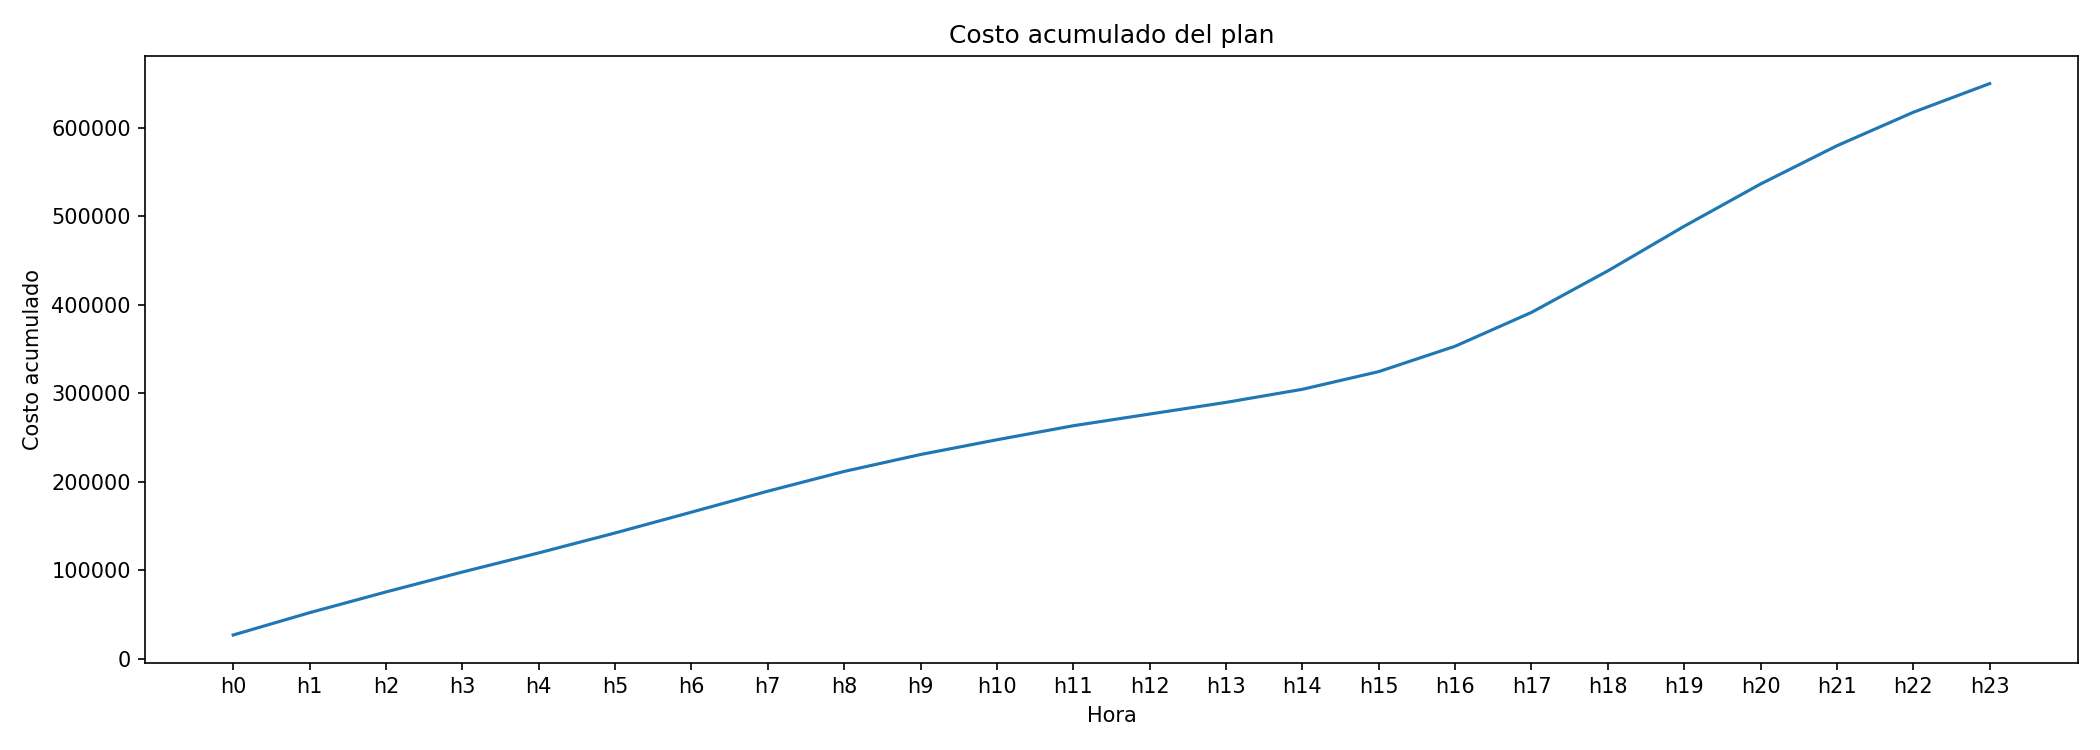 Costo acumulado del plan
Costo acumulado
600000
500000
400000
300000
200000
100000
0
h0 h1 h2 h3 h4 h5 h6 h7 h8 h9 h10 h11 h12 h13 h14 h15 h16 h17 h18 h19 h20 h21 h22 h23
Hora